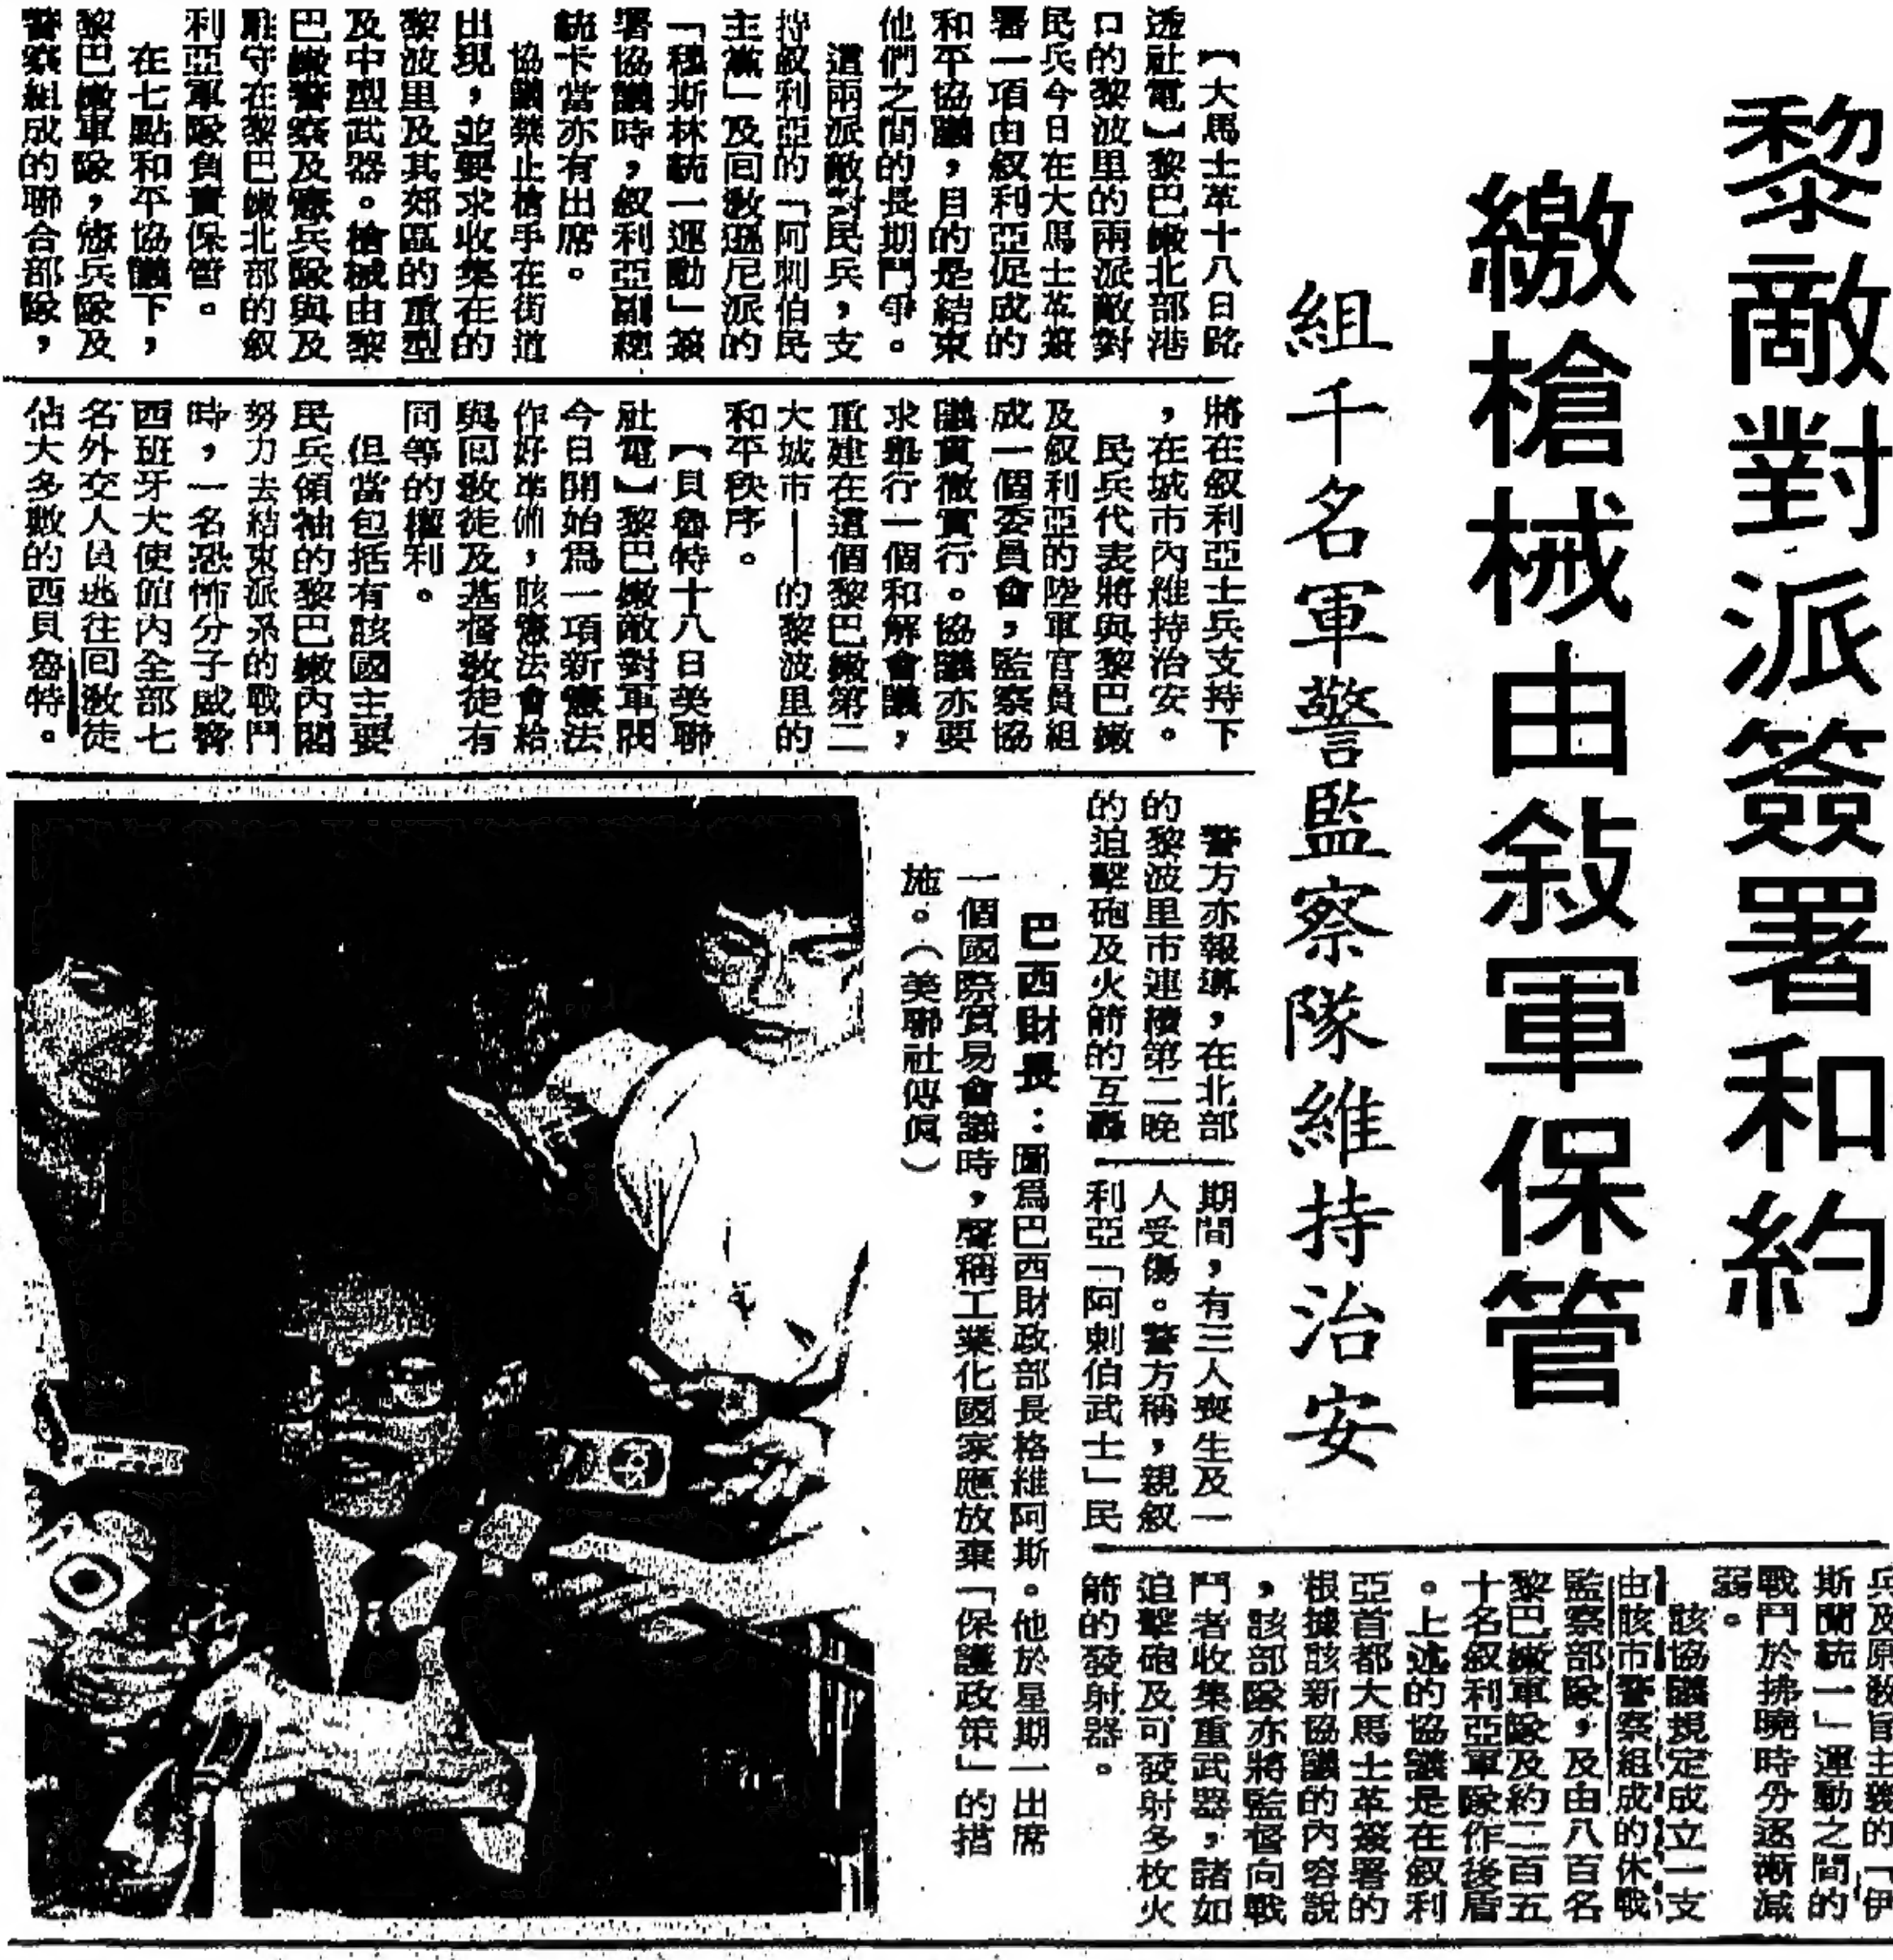 黎敵對派簽署和約
繳槍械由敍軍保管
組千名軍警監察隊維持治安
【大馬士革十八日路
透社電】黎巴嫩北部港
口的黎波里的兩派敵對
民兵今日在大馬士革簽
署一項由叙利亞促成的
和平協議,目的是結束
他們之間的長期鬥爭。
這兩派敵對民兵,支
持叙利亞的「阿剌伯民
主黨」及回教遜尼派的
「穆斯林統一運動」簽
署協議時,叙利亞副總
統卡當亦有出席。
協議禁止槍手在街道
出現,並要求收集在的
黎波里及其郊區的重型
及中型武器。槍械由黎
巴嫩警察及憲兵隊與及
駐守在黎巴嫩北部的叙
利亞軍隊負責保管。
在七點和平協議下,
黎巴嫩軍隊,憲兵隊及
警察組成的聯合部隊,
將在叙利亞士兵支持下
,在城市內維持治安。
民兵代表將與黎巴嫩
及叙利亞的陸軍官員組
成一個委員會,監察協
議貫徹實行。協議亦要
求舉行一個和解會議,
重建在這個黎巴嫩第二
大城市——的黎波里的
和平秩序。
【貝魯特十八日美聯
社電】黎巴嫩敵對軍閥
今日開始為一項新憲法
作好準備,該憲法會給
與回教徒及基督教徒有
同等的權利。
但當包括有該國主要
民兵領袖的黎巴嫩內閣
努力去結束派系的戰鬥
時,一名恐怖分子威脅
西班牙大使館內全部七
名外交人員逃往回教徒
佔大多數的西貝魯特。
警方亦報導,在北部
的黎波里市連續第二晚
的迫擊砲及火箭的互轟
期間,有三人喪生及一
人受傷。警方稱,親叙
利亞「阿剌伯武士」民
兵及原教旨主義的「伊
斯蘭統一」運動之間的
戰鬥於拂曉時分逐漸減
弱。
該協議規定成立一支
由該市警察組成的休戰
監察部隊,及由八百名
黎巴嫩軍隊及約二百五
十名叙利亞軍隊作後盾
。上述的協議是在叙利
亞首都大馬士革簽署的
根據該新協議的內容說
,該部隊亦將監督向戰
鬥者收集重武器,諸如
迫擊砲及可發射多枚火
箭的發射器。
巴西財長:圖為巴西財政部長格維阿斯。他於星期一出席
一個國際貿易會議時,聲稱工業化國家應放棄「保護政策」的措
施。(美聯社傳真)